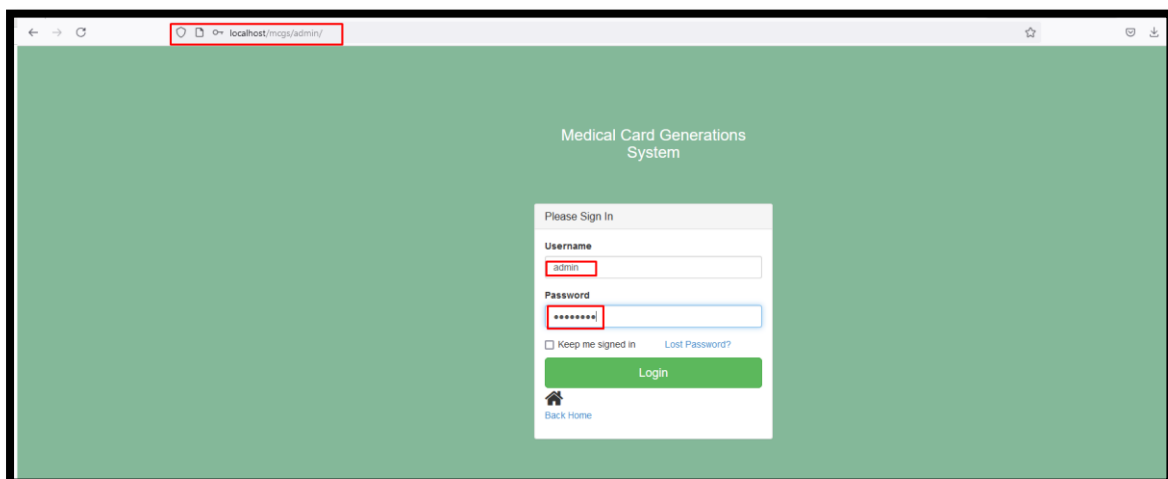 localhost/mcgs/admin/
Medical Card Generations
System
Please Sign In
Username
admin
Password
••••••••
Keep me signed in Lost Password?
Login
Back Home